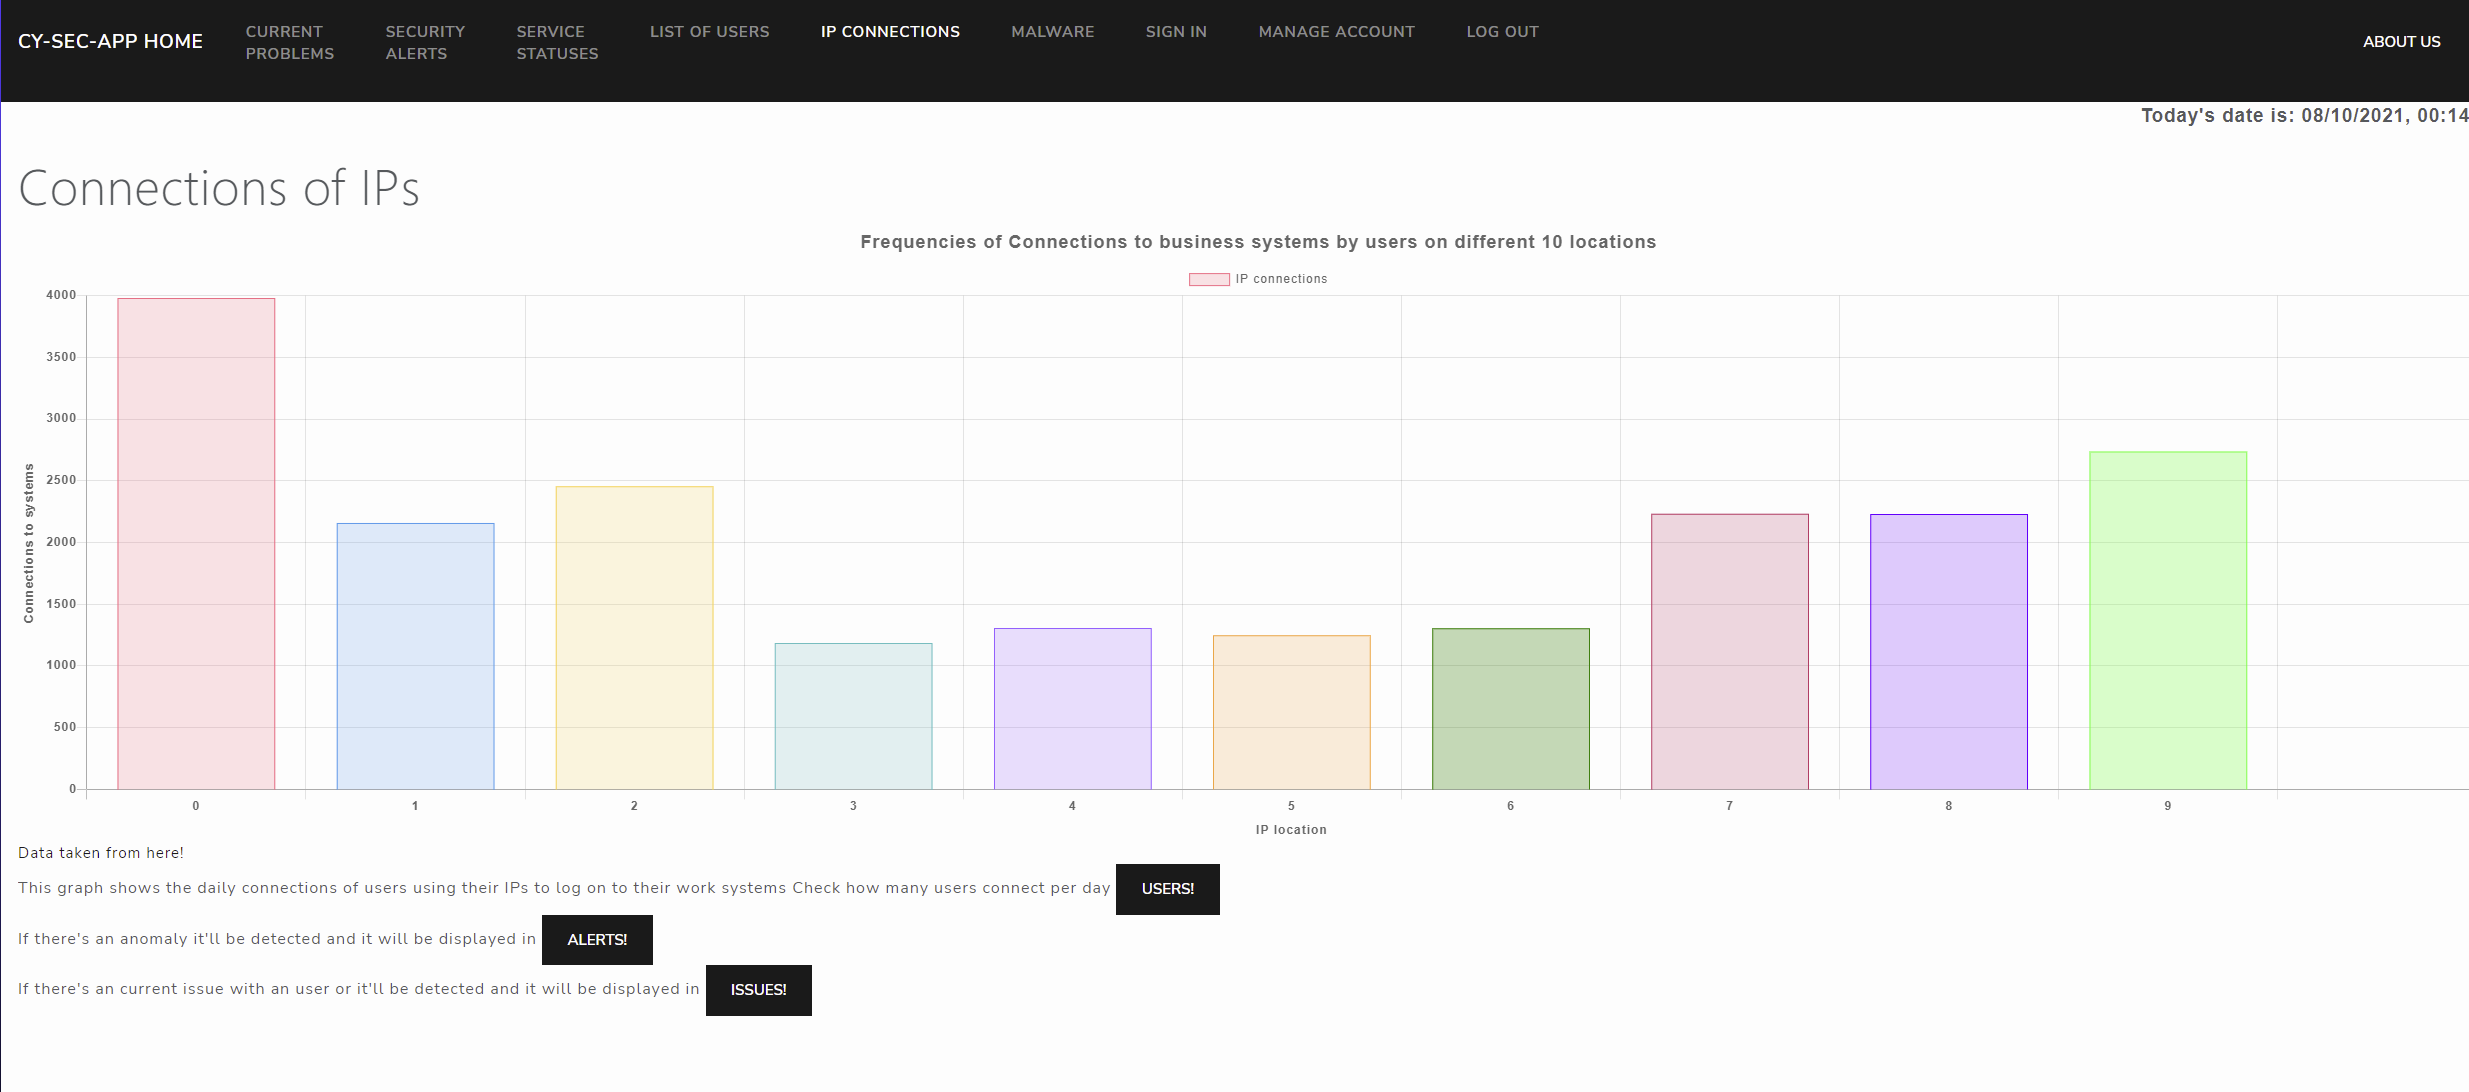 CY-SEC-APP HOME
CURRENT
PROBLEMS
SECURITY
ALERTS
SERVICE
STATUSES
LIST OF USERS
IP CONNECTIONS
MALWARE
SIGN IN
MANAGE ACCOUNT
LOG OUT
ABOUT US
Today's date is: 08/10/2021, 00:14
Connections of IPs
Frequencies of Connections to business systems by users on different 10 locations
IP connections
Connections to systems
4000
3500
3000
2500
2000
1500
1000
500
0
0 1 2 3 4 5 6 7 8 9
IP location
Data taken from here!
This graph shows the daily connections of users using their IPs to log on to their work systems Check how many users connect per day USERS!
If there's an anomaly it'll be detected and it will be displayed in ALERTS!
If there's an current issue with an user or it'll be detected and it will be displayed in ISSUES!